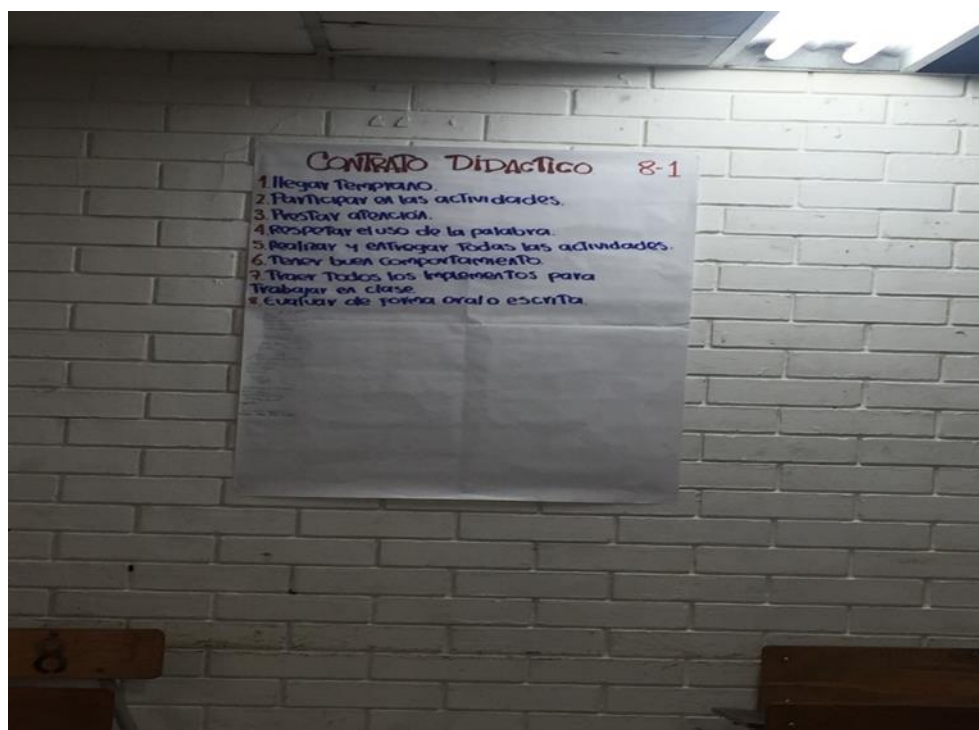 CONTRATO DIDACTICO 8-1
1. llegar Temprano.
2. Participar en las actividades.
3. Prestar atención.
4. Respetar el uso de la palabra.
5. Realizar y entregar Todas las actividades.
6. Tener buen comportamiento.
7. Traer Todos los Implementos para
Trabajar en clase.
8. Evaluar de forma oral o escrita.